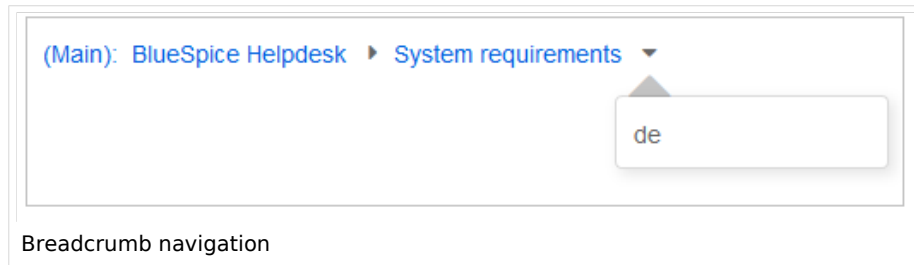 (Main): BlueSpice Helpdesk System requirements
de
Breadcrumb navigation